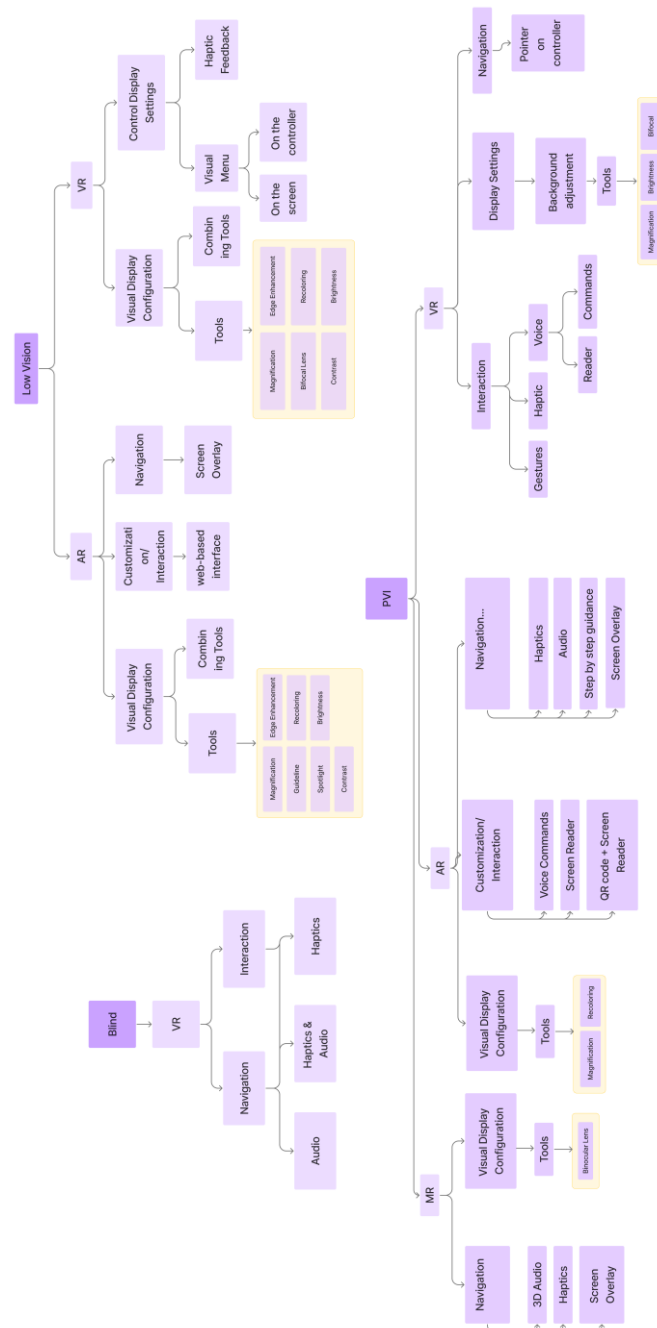 Blind
VR
Navigation
Interaction
Audio
Haptics &
Audio
Haptics
Low Vision
AR
VR
Visual Display
Configuration
Customizati
on/
Interaction
Navigation
Tools
Combin
ing Tools
web-based
interface
Screen
Overlay
Magnification
Edge Enhancement
Guideline
Recoloring
Spotlight
Brightness
Contrast
Visual Display
Configuration
Control Display
Settings
Tools
Combin
ing Tools
Visual
Menu
Haptic
Feedback
On the
screen
On the
controller
Magnification
Edge Enhancement
Bifocal Lens
Recoloring
Contrast
Brightness
PVI
MR
AR
VR
Navigation
3D Audio
Haptics
Screen
Overlay
Visual Display
Configuration
Tools
Binocular Lens
Visual Display
Configuration
Tools
Magnification
Recoloring
Customization/
Interaction
Voice Commands
Screen Reader
QR code + Screen
Reader
Navigation...
Haptics
Audio
Step by step guidance
Screen Overlay
Interaction
Gestures
Haptic
Voice
Reader
Commands
Display Settings
Background
adjustment
Tools
Magnification
Brightness
Bifocal
Navigation
Pointer
on
controller